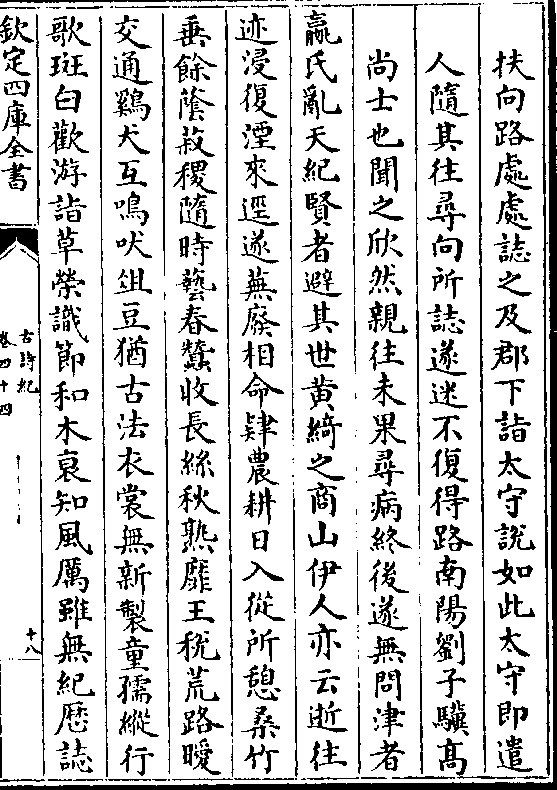 扶向路處處誌之及郡下詣太守說如此太守即遣
人隨其往尋向所誌遂迷不復得路南陽劉子驥髙
尚士也聞之欣然親往未果尋病終後遂無問津者
嬴氏亂天紀賢者避其世黄綺之商山伊人亦云逝往
迹浸復湮來逕遂蕪廢相命肆農耕日入從所憩桑竹
垂餘蔭菽稷隨時藝春蠶收長絲秋熟靡王稅荒路曖
交通鷄犬互鳴吠俎豆猶古法衣裳無新製童孺縱行
歌斑白歡游詣草榮識節和木衰知風厲雖無紀歴誌
欽定四庫全書
古詩紀
卷四十四
十八